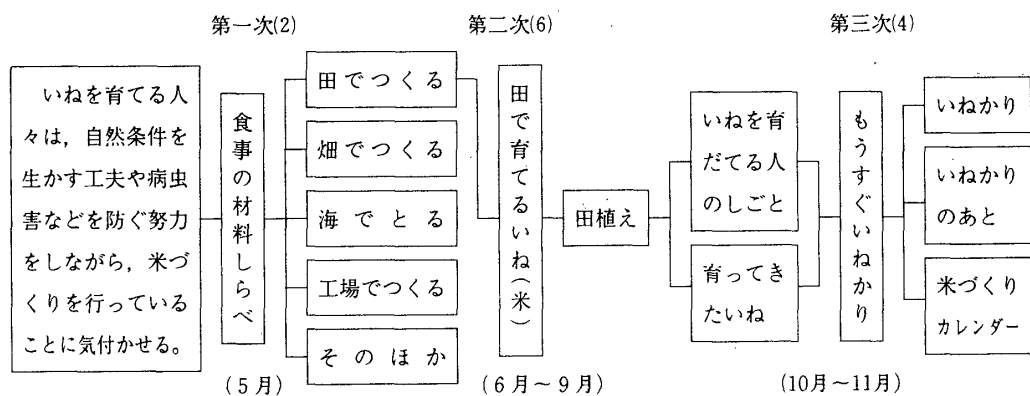 第一次(2)
第二次(6)
第三次(4)
いねを育てる人
々は，自然条件を
生かす工夫や病虫
害などを防ぐ努力
をしながら，米づ
くりを行っている
ことに気付かせる。
食事の材料しらべ
田でつくる
畑でつくる
海でとる
工場でつくる
そのほか
田で育てるいね(米)
田植え
いねを育
だてる人
のしごと
育ってき
たいね
もうすぐいねかり
いねかり
いねかり
のあと
米づくり
カレンダー
(5月)
(6月～9月)
(10月～11月)